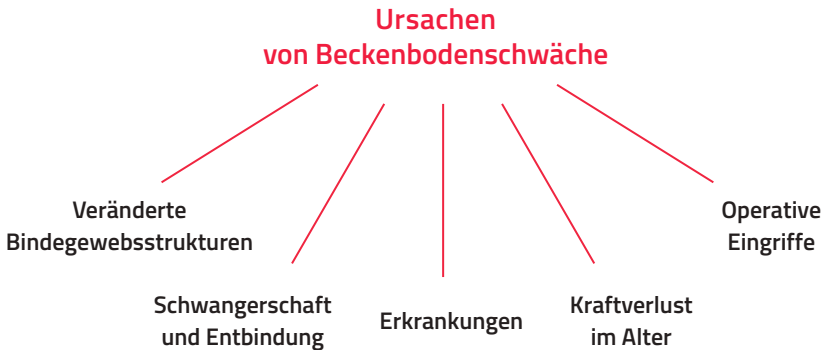 Ursachen
von Beckenbodenschwäche
Veränderte
Bindegewebsstrukturen
Schwangerschaft
und Entbindung
Erkrankungen
Kraftverlust
im Alter
Operative
Eingriffe